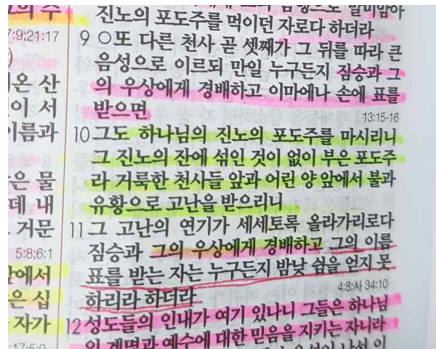 의 주
7:9;21:17
온 산
이 서
이름과
은 물
데 내
거문
5:8;6:1
앞에서
은 십
자가
진노의 포도주를 먹이던 자로다 하더라
9 ○또 다른 천사 곧 셋째가 그 뒤를 따라 큰
음성으로 이르되 만일 누구든지 짐승과 그
의 우상에게 경배하고 이마에나 손에 표를
받으면
13:15-16
10 그도 하나님의 진노의 포도주를 마시리니
그 진노의 잔에 섞인 것이 없이 부은 포도주
라 거룩한 천사들 앞과 어린 양 앞에서 불과
유황으로 고난을 받으리니
11 그 고난의 연기가 세세토록 올라가리로다
짐승과 그의 우상에게 경배하고 그의 이름
표를 받는 자는 누구든지 밤낮 쉼을 얻지 못
하리라 하더라
4:8;사 34:10
12 성도들의 인내가 여기 있나니 그들은 하나님
의 계명과 예수에 대한 믿음을 지키는 자니라